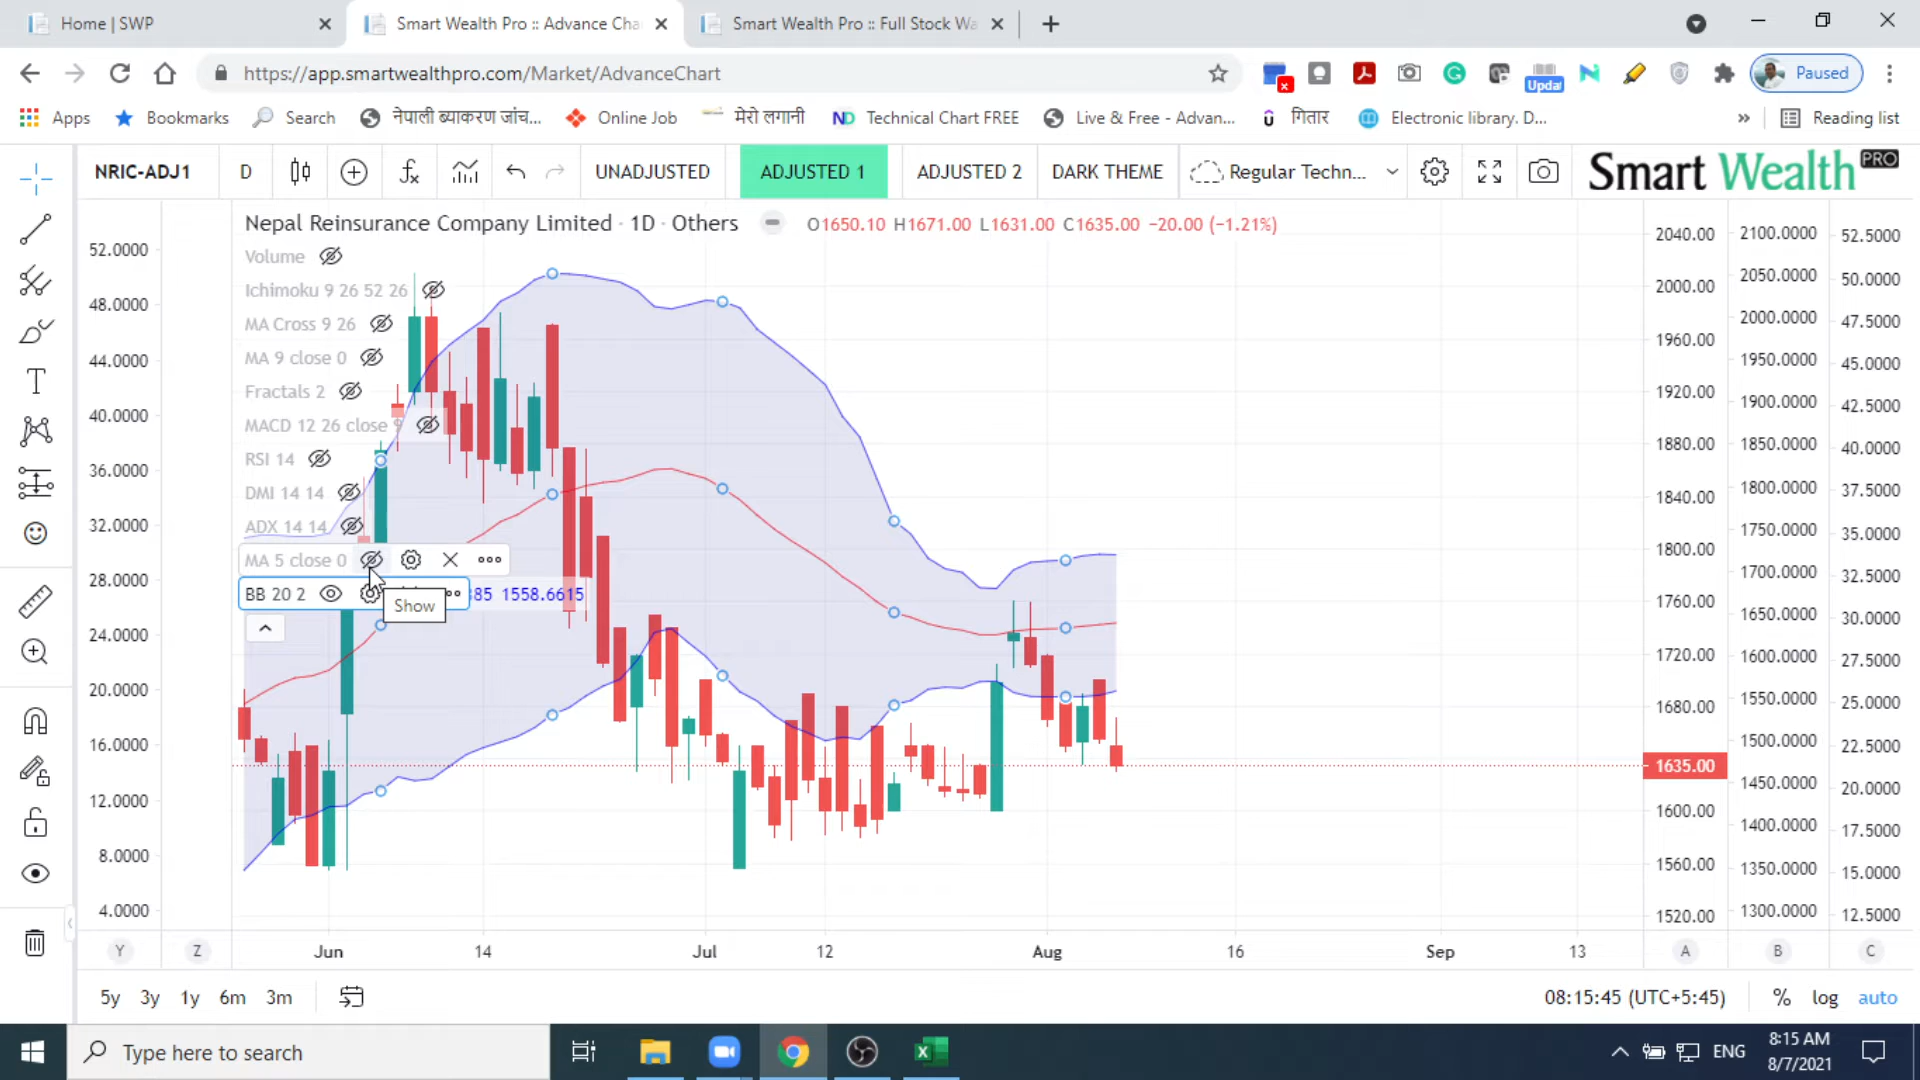 Home | SWP
Smart Wealth Pro :: Advance Cha
Smart Wealth Pro :: Full Stock Wa
https://app.smartwealthpro.com/Market/AdvanceChart
Updat
Paused
Apps
Bookmarks
Search
नेपाली ब्याकरण जांच...
Online Job
मेरो लगानी
ND Technical Chart FREE
Live & Free - Advan...
गितार
Electronic library. D...
»
Reading list
NRIC-ADJ1
D
UNADJUSTED
ADJUSTED 1
ADJUSTED 2
DARK THEME
Regular Techn...
Smart Wealth PRO
Nepal Reinsurance Company Limited · 1D · Others
O1650.10 H1671.00 L1631.00 C1635.00 −20.00 (−1.21%)
Volume
Ichimoku 9 26 52 26
MA Cross 9 26
MA 9 close 0
Fractals 2
MACD 12 26 close 9
RSI 14
DMI 14 14
ADX 14 14
MA 5 close 0
BB 20 2
385 1558.6615
Show
52.0000
48.0000
44.0000
40.0000
36.0000
32.0000
28.0000
24.0000
20.0000
16.0000
12.0000
8.0000
4.0000
2040.00
2000.00
1960.00
1920.00
1880.00
1840.00
1800.00
1760.00
1720.00
1680.00
1635.00
1600.00
1560.00
1520.00
2100.0000
2050.0000
2000.0000
1950.0000
1900.0000
1850.0000
1800.0000
1750.0000
1700.0000
1650.0000
1600.0000
1550.0000
1500.0000
1450.0000
1400.0000
1350.0000
1300.0000
52.5000
50.0000
47.5000
45.0000
42.5000
40.0000
37.5000
35.0000
32.5000
30.0000
27.5000
25.0000
22.5000
20.0000
17.5000
15.0000
12.5000
Y
Z
Jun
14
Jul
12
Aug
16
Sep
13
A
B
C
5y 3y 1y 6m 3m
08:15:45 (UTC+5:45)
% log auto
Type here to search
ENG
8:15 AM
8/7/2021